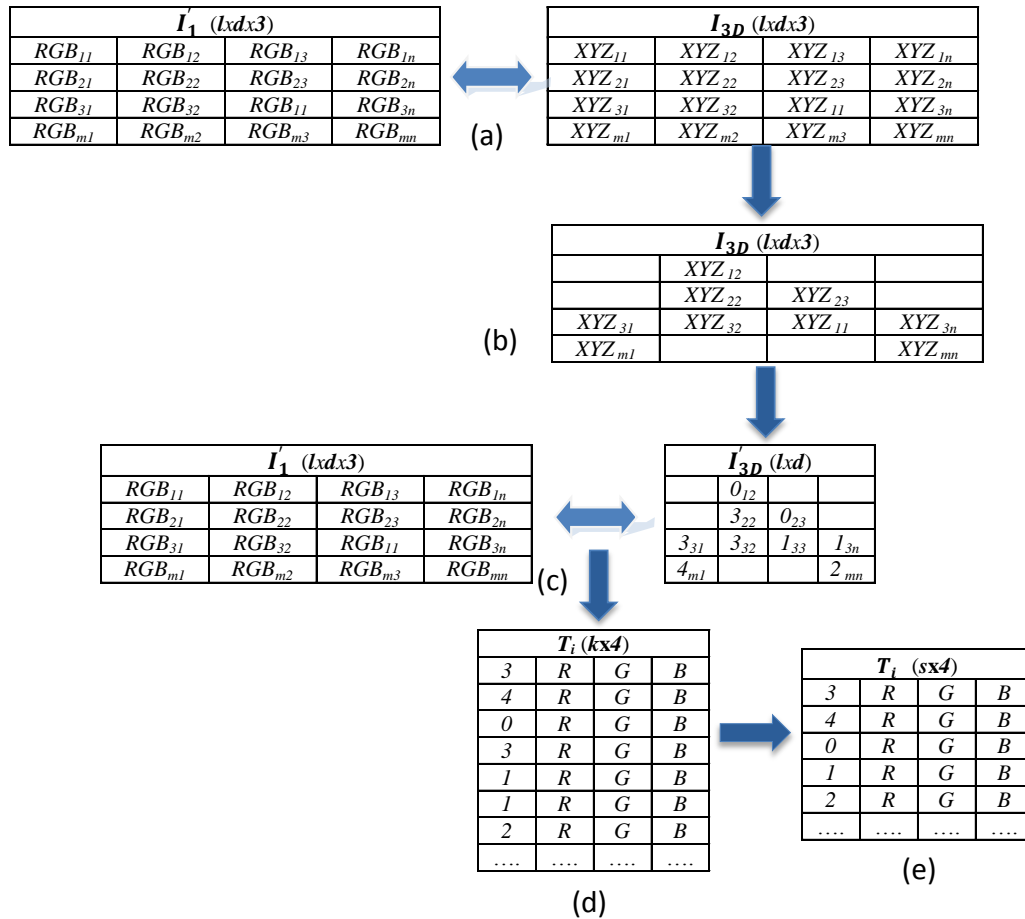 I'₁ (lxdx3)
RGB₁₁ RGB₁₂ RGB₁₃ RGB₁ₙ
RGB₂₁ RGB₂₂ RGB₂₃ RGB₂ₙ
RGB₃₁ RGB₃₂ RGB₁₁ RGB₃ₙ
RGBₘ₁ RGBₘ₂ RGBₘ₃ RGBₘₙ
I₃D (lxdx3)
XYZ₁₁ XYZ₁₂ XYZ₁₃ XYZ₁ₙ
XYZ₂₁ XYZ₂₂ XYZ₂₃ XYZ₂ₙ
XYZ₃₁ XYZ₃₂ XYZ₁₁ XYZ₃ₙ
XYZₘ₁ XYZₘ₂ XYZₘ₃ XYZₘₙ
(a)
I₃D (lxdx3)
XYZ₁₂
XYZ₂₂ XYZ₂₃
XYZ₃₁ XYZ₃₂ XYZ₁₁ XYZ₃ₙ
XYZₘ₁ XYZₘₙ
(b)
I'₁ (lxdx3)
RGB₁₁ RGB₁₂ RGB₁₃ RGB₁ₙ
RGB₂₁ RGB₂₂ RGB₂₃ RGB₂ₙ
RGB₃₁ RGB₃₂ RGB₁₁ RGB₃ₙ
RGBₘ₁ RGBₘ₂ RGBₘ₃ RGBₘₙ
I'₃D (lxd)
0₁₂
3₂₂ 0₂₃
3₃₁ 3₃₂ 1₃₃ 1₃ₙ
4ₘ₁ 2ₘₙ
(c)
Tᵢ (kx4)
3 R G B
4 R G B
0 R G B
3 R G B
1 R G B
1 R G B
2 R G B
.... .... .... ....
(d)
Tᵢ (sx4)
3 R G B
4 R G B
0 R G B
1 R G B
2 R G B
.... .... .... ....
(e)